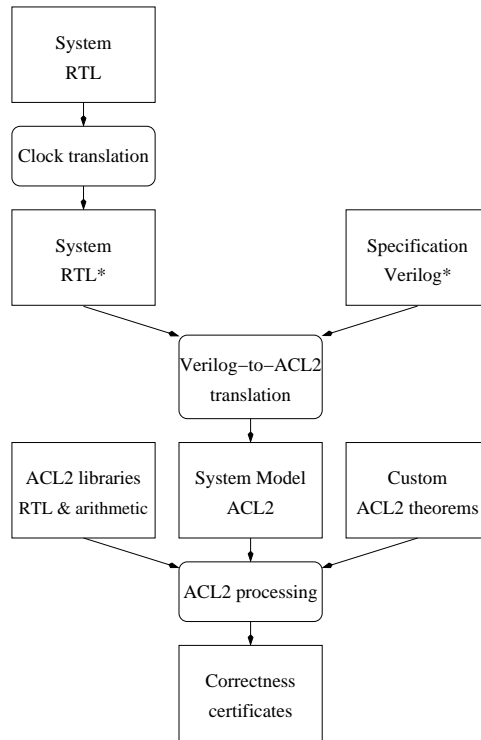 System
RTL
Clock translation
System
RTL*
Specification
Verilog*
Verilog−to−ACL2
translation
ACL2 libraries
RTL & arithmetic
System Model
ACL2
Custom
ACL2 theorems
ACL2 processing
Correctness
certificates